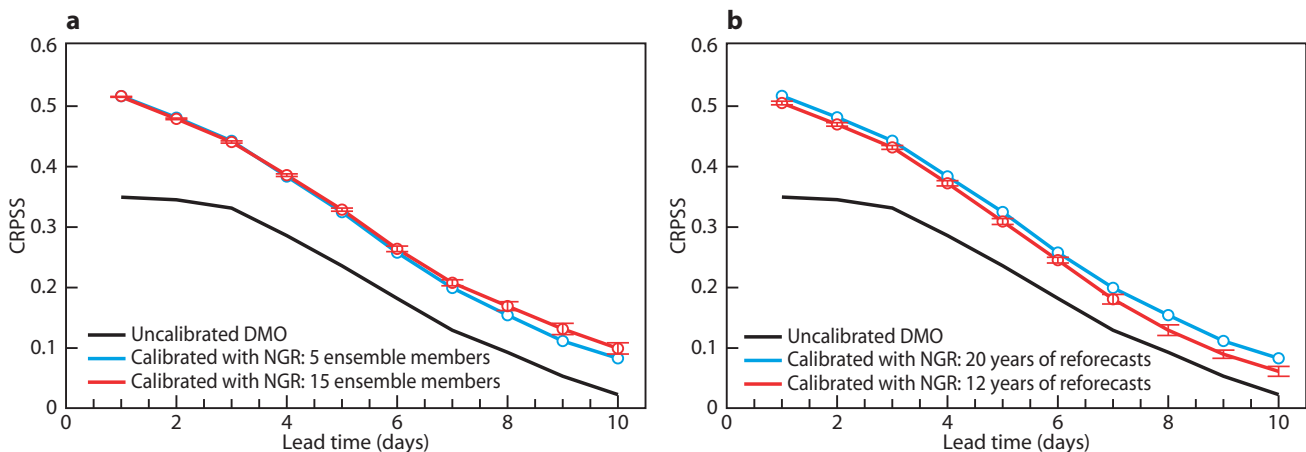 a
0.6
0.5
0.4
0.3
0.2
0.1
0
CRPSS
Uncalibrated DMO
Calibrated with NGR: 5 ensemble members
Calibrated with NGR: 15 ensemble members
0 2 4 6 8 10
Lead time (days)
b
0.6
0.5
0.4
0.3
0.2
0.1
0
CRPSS
Uncalibrated DMO
Calibrated with NGR: 20 years of reforecasts
Calibrated with NGR: 12 years of reforecasts
0 2 4 6 8 10
Lead time (days)